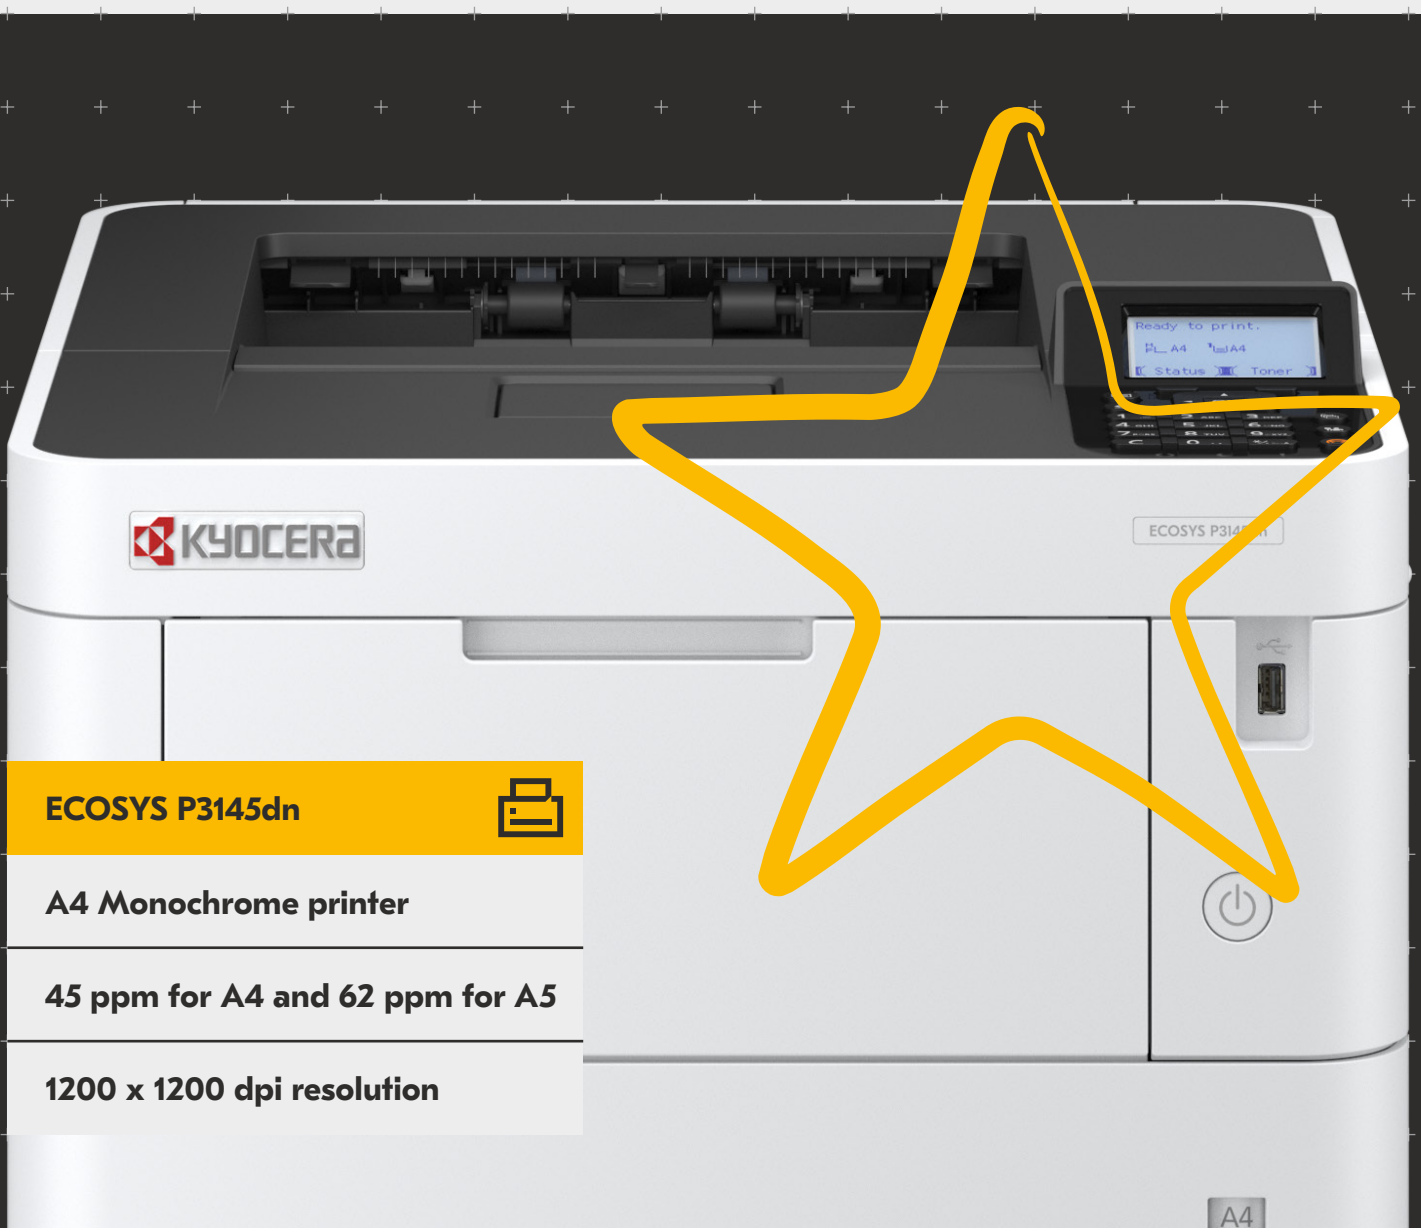 Ready to print.
A4 A4
Status Toner
KYOCERA
ECOSYS
ECOSYS P3145dn
A4 Monochrome printer
45 ppm for A4 and 62 ppm for A5
1200 x 1200 dpi resolution
A4